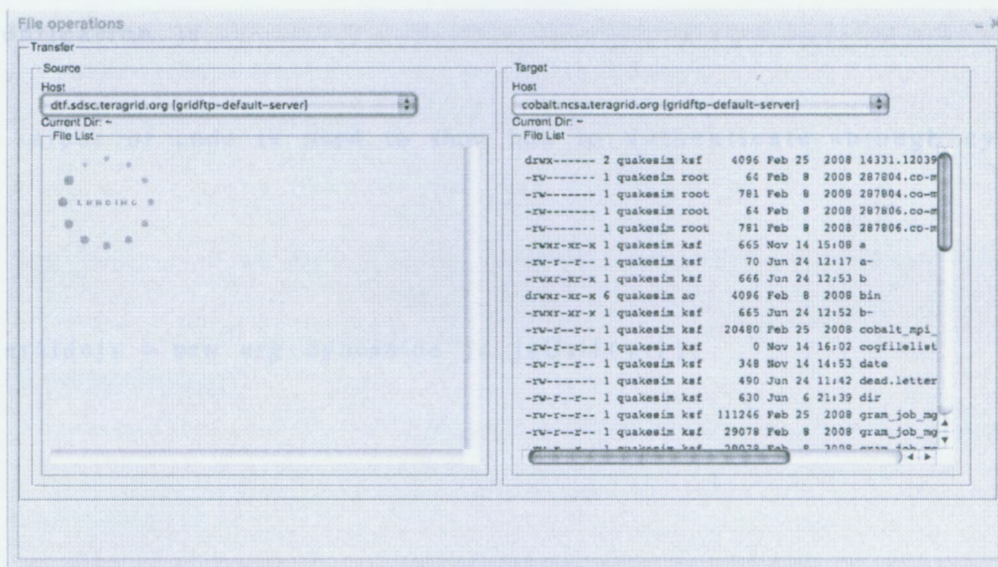 File operations
Transfer
Source
Host
dtf.sdsc.teragrid.org (gridftp-default-server)
Current Dir: ~
File List
LOADING
Target
Host
cobalt.ncsa.teragrid.org (gridftp-default-server)
Current Dir: ~
File List
drwx------ 2 quakesim ksf 4096 Feb 25 2008 14331.12039
-rw------- 1 quakesim root 64 Feb 8 2008 287804.co-m
-rw------- 1 quakesim root 781 Feb 8 2008 287804.co-m
-rw------- 1 quakesim root 64 Feb 8 2008 287806.co-m
-rw------- 1 quakesim root 781 Feb 8 2008 287806.co-m
-rwxr-xr-x 1 quakesim ksf 665 Nov 14 15:08 a
-rw-r--r-- 1 quakesim ksf 70 Jun 24 12:17 a~
-rwxr-xr-x 1 quakesim ksf 666 Jun 24 12:53 b
drwxr-xr-x 6 quakesim ac 4096 Feb 8 2008 bin
-rwxr-xr-x 1 quakesim ksf 665 Jun 24 12:52 b~
-rw-r--r-- 1 quakesim ksf 20480 Feb 25 2008 cobalt_mpi_
-rw-r--r-- 1 quakesim ksf 0 Nov 14 16:02 cogfilelist
-rw-r--r-- 1 quakesim ksf 348 Nov 14 14:53 date
-rw------- 1 quakesim ksf 490 Jun 24 11:42 dead.letter
-rw-r--r-- 1 quakesim ksf 630 Jun 6 21:39 dir
-rw-r--r-- 1 quakesim ksf 111246 Feb 25 2008 gram_job_mg
-rw-r--r-- 1 quakesim ksf 29078 Feb 8 2008 gram_job_mg